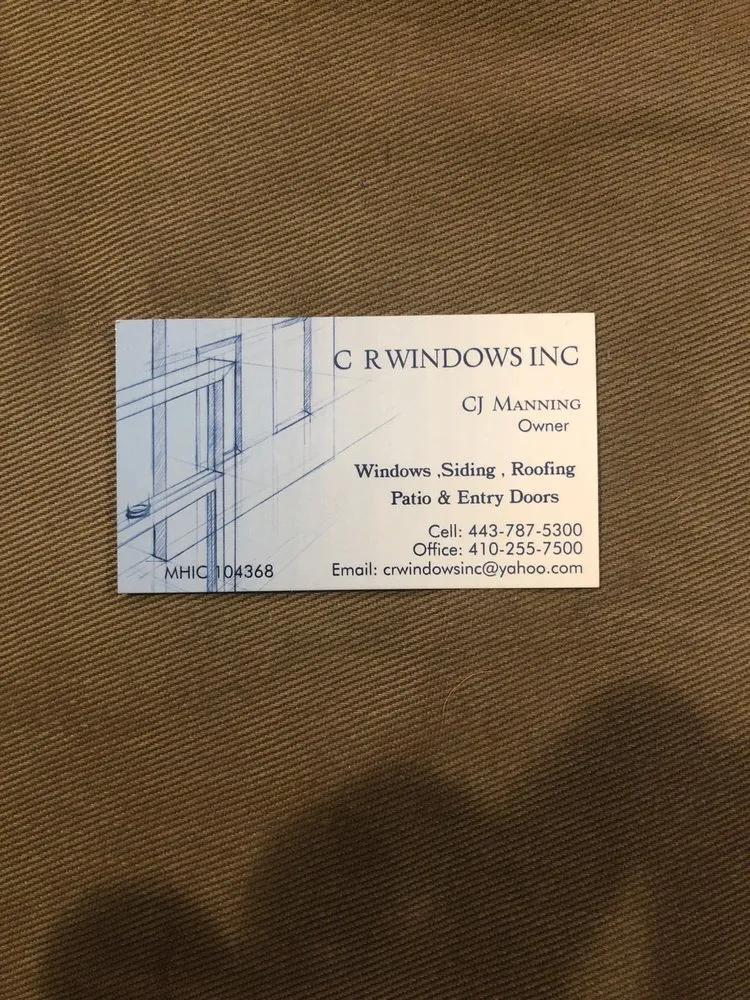 C R WINDOWS INC
CJ MANNING
Owner
Windows ,Siding , Roofing
Patio & Entry Doors
Cell: 443-787-5300
Office: 410-255-7500
MHIC 104368
Email: crwindowsinc@yahoo.com